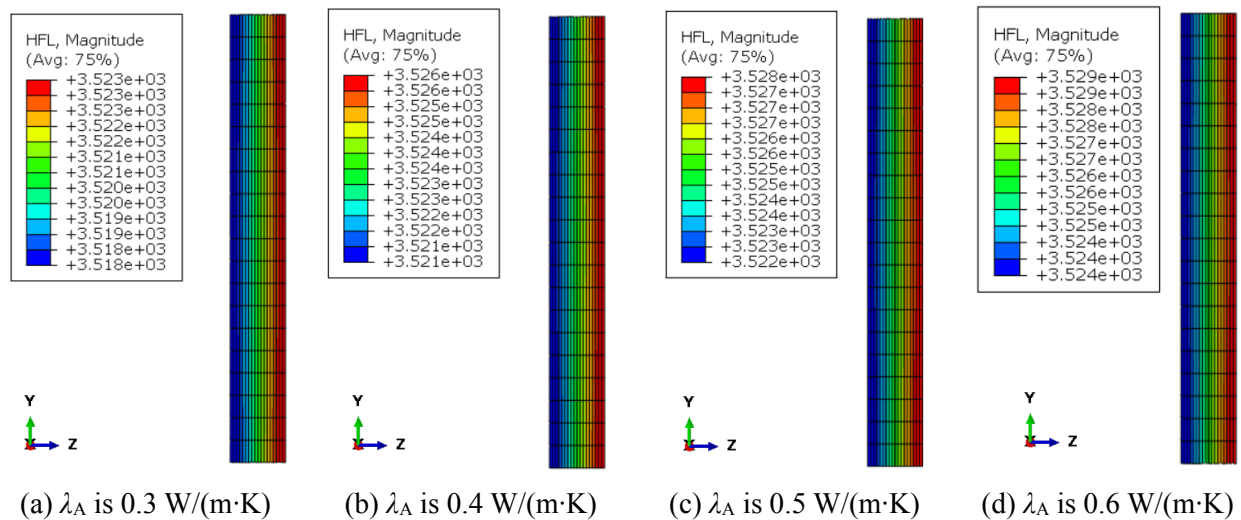 HFL, Magnitude
(Avg: 75%)
+3.523e+03
+3.523e+03
+3.523e+03
+3.522e+03
+3.522e+03
+3.521e+03
+3.521e+03
+3.520e+03
+3.520e+03
+3.519e+03
+3.519e+03
+3.518e+03
+3.518e+03
Y
X
Z
(a) λA is 0.3 W/(m·K)
HFL, Magnitude
(Avg: 75%)
+3.526e+03
+3.526e+03
+3.525e+03
+3.525e+03
+3.524e+03
+3.524e+03
+3.524e+03
+3.523e+03
+3.523e+03
+3.522e+03
+3.522e+03
+3.521e+03
+3.521e+03
Y
X
Z
(b) λA is 0.4 W/(m·K)
HFL, Magnitude
(Avg: 75%)
+3.528e+03
+3.527e+03
+3.527e+03
+3.527e+03
+3.526e+03
+3.526e+03
+3.525e+03
+3.525e+03
+3.524e+03
+3.524e+03
+3.523e+03
+3.523e+03
+3.522e+03
Y
X
Z
(c) λA is 0.5 W/(m·K)
HFL, Magnitude
(Avg: 75%)
+3.529e+03
+3.529e+03
+3.528e+03
+3.528e+03
+3.527e+03
+3.527e+03
+3.526e+03
+3.526e+03
+3.525e+03
+3.525e+03
+3.524e+03
+3.524e+03
+3.524e+03
Y
X
Z
(d) λA is 0.6 W/(m·K)